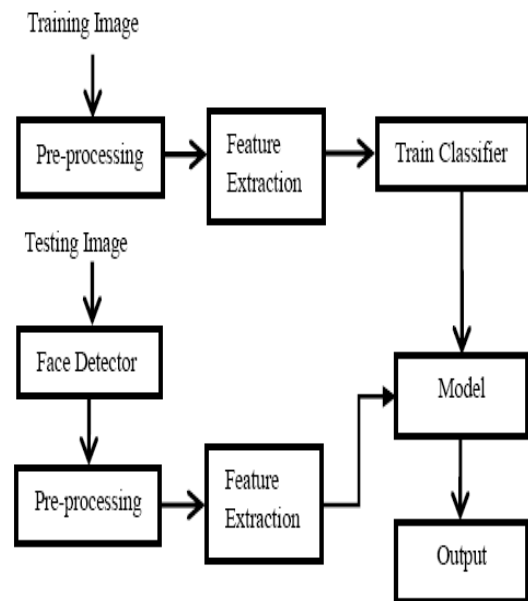 Training Image
Pre-processing
Feature
Extraction
Train Classifier
Testing Image
Face Detector
Model
Pre-processing
Feature
Extraction
Output